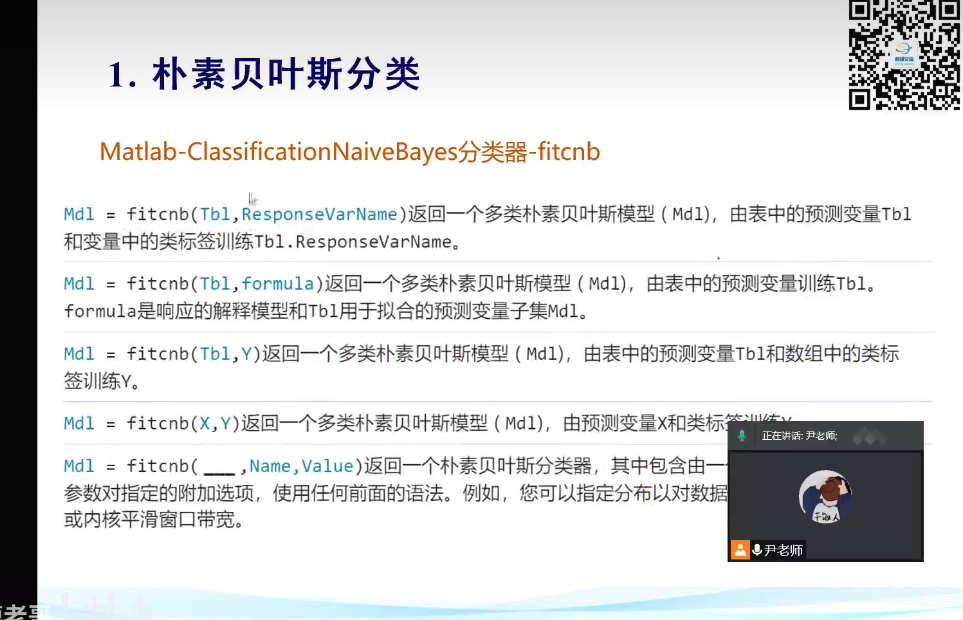 1. 朴素贝叶斯分类
Matlab-ClassificationNaiveBayes分类器-fitcnb
Mdl = fitcnb(Tbl,ResponseVarName)返回一个多类朴素贝叶斯模型 ( Mdl)，由表中的预测变量Tbl
和变量中的类标签训练Tbl.ResponseVarName。
Mdl = fitcnb(Tbl,formula)返回一个多类朴素贝叶斯模型 ( Mdl)，由表中的预测变量训练Tbl。
formula是响应的解释模型和Tbl用于拟合的预测变量子集Mdl。
Mdl = fitcnb(Tbl,Y)返回一个多类朴素贝叶斯模型 ( Mdl)，由表中的预测变量Tbl和数组中的类标
签训练Y。
Mdl = fitcnb(X,Y)返回一个多类朴素贝叶斯模型 ( Mdl)，由预测变量X和类标签训练Y
Mdl = fitcnb( ___ ,Name,Value)返回一个朴素贝叶斯分类器，其中包含由一
参数对指定的附加选项，使用任何前面的语法。例如，您可以指定分布以对数据
或内核平滑窗口带宽。
正在讲话: 尹老师;
干饭人
尹老师